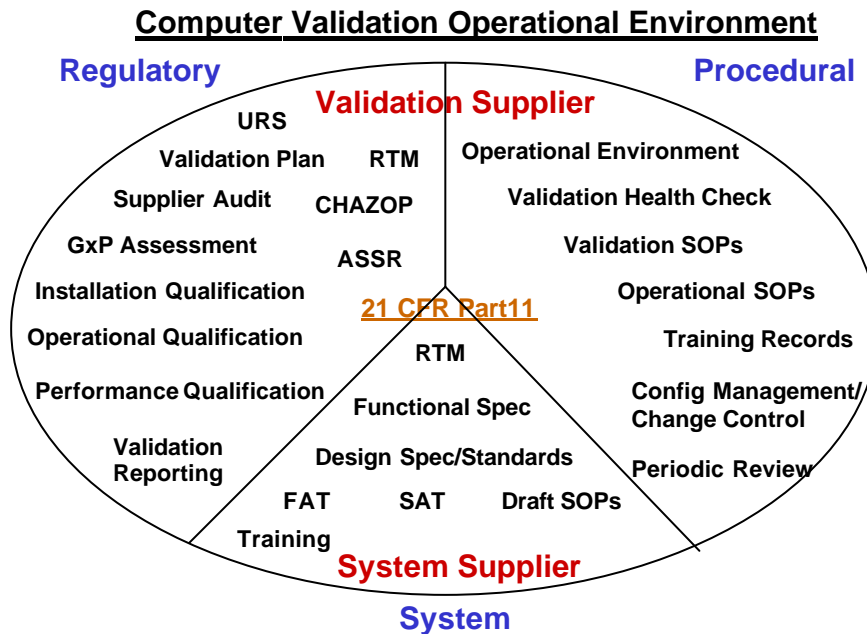 Computer Validation Operational Environment
Regulatory
Procedural
Validation Supplier
URS
Validation Plan
RTM
Supplier Audit
CHAZOP
GxP Assessment
ASSR
Installation Qualification
Operational Qualification
Performance Qualification
Validation
Reporting
Operational Environment
Validation Health Check
Validation SOPs
Operational SOPs
Training Records
Config Management/
Change Control
Periodic Review
21 CFR Part11
RTM
Functional Spec
Design Spec/Standards
FAT
SAT
Draft SOPs
Training
System Supplier
System